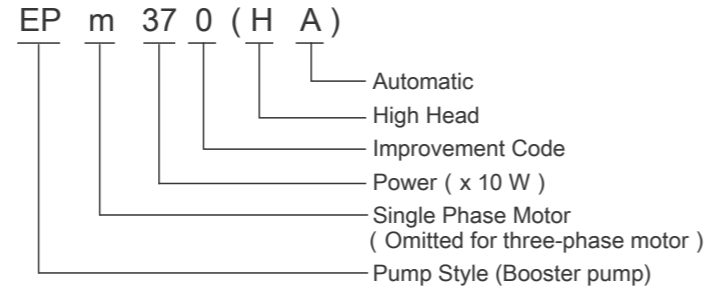 EP m 37 0 ( H A )
Automatic
High Head
Improvement Code
Power ( x 10 W )
Single Phase Motor
( Omitted for three-phase motor )
Pump Style (Booster pump)